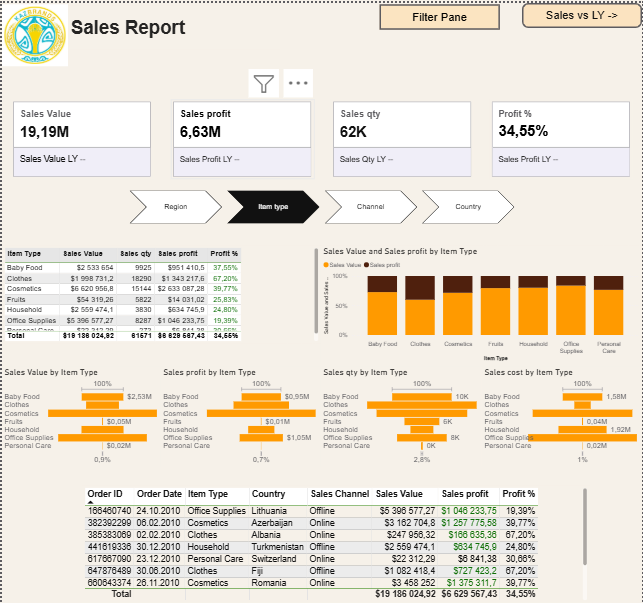 KAZBRANDS
Sales Report
Filter Pane
Sales vs LY ->
Sales Value
19,19M
Sales Value LY --
Sales profit
6,63M
Sales Profit LY --
Sales qty
62K
Sales Qty LY --
Profit %
34,55%
Sales Profit LY --
Region
Item type
Channel
Country
Item Type Sales Value Sales qty Sales profit Profit %
Baby Food $2 533 654 9925 $951 410,5 37,55%
Clothes $1 998 731,2 18290 $1 343 217,6 67,20%
Cosmetics $6 620 956,8 15144 $2 633 087,28 39,77%
Fruits $54 319,26 5822 $14 031,02 25,83%
Household $2 559 474,1 3830 $634 745,9 24,80%
Office Supplies $5 396 577,27 8287 $1 046 233,75 19,39%
Personal Care $22 312,29 273 $6 841,38 30,66%
Total $19 186 024,92 61571 $6 629 567,43 34,55%
Sales Value and Sales profit by Item Type
Sales Value Sales profit
Sales Value and Sales ...
100%
50%
0%
Baby Food Clothes Cosmetics Fruits Household Office Supplies Personal Care
Item Type
Sales Value by Item Type
100%
Baby Food $2,53M
Clothes
Cosmetics
Fruits $0,05M
Household
Office Supplies
Personal Care $0,02M
0,9%
Sales profit by Item Type
100%
Baby Food $0,95M
Clothes
Cosmetics
Fruits $0,01M
Household
Office Supplies $1,05M
Personal Care
0,7%
Sales qty by Item Type
100%
Baby Food 10K
Clothes
Cosmetics
Fruits 6K
Household
Office Supplies 8K
Personal Care 0K
2,8%
Sales cost by Item Type
100%
Baby Food 1,58M
Clothes
Cosmetics
Fruits 0,04M
Household 1,92M
Office Supplies
Personal Care 0,02M
1%
Order ID Order Date Item Type Country Sales Channel Sales Value Sales profit Profit %
166460740 24.10.2010 Office Supplies Lithuania Offline $5 396 577,27 $1 046 233,75 19,39%
382392299 06.02.2010 Cosmetics Azerbaijan Offline $3 162 704,8 $1 257 775,58 39,77%
385383069 02.02.2010 Clothes Albania Online $247 956,32 $166 635,36 67,20%
441619336 30.12.2010 Household Turkmenistan Offline $2 559 474,1 $634 745,9 24,80%
617667090 23.12.2010 Personal Care Switzerland Online $22 312,29 $6 841,38 30,66%
647876489 30.06.2010 Clothes Fiji Offline $1 082 418,4 $727 423,2 67,20%
660643374 26.11.2010 Cosmetics Romania Online $3 458 252 $1 375 311,7 39,77%
Total $19 186 024,92 $6 629 567,43 34,55%